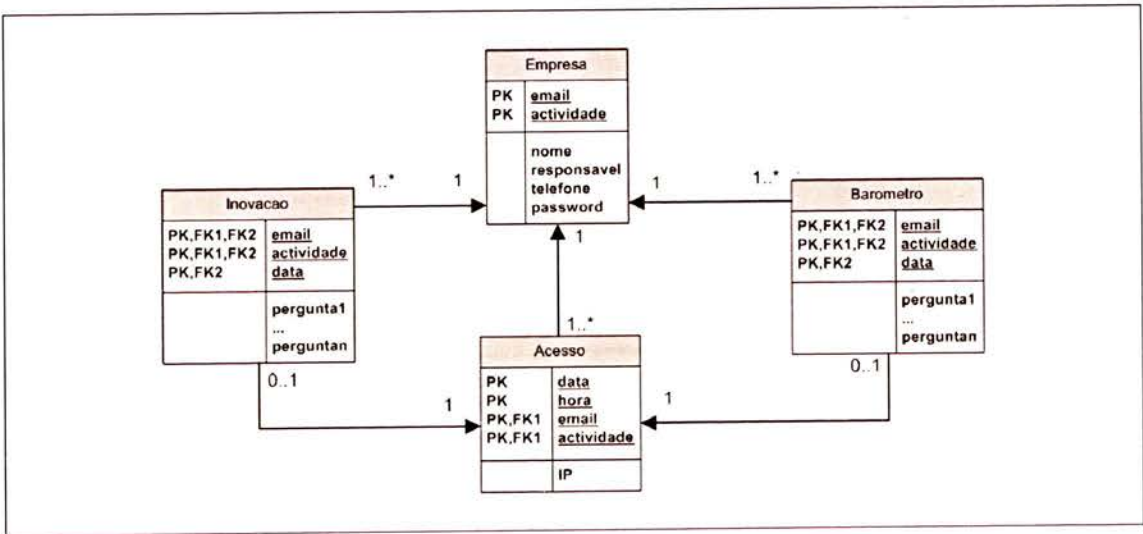 Empresa
PK email
PK actividade
nome
responsavel
telefone
password
1..* 1
1 1..*
Inovacao
PK,FK1,FK2 email
PK,FK1,FK2 actividade
PK,FK2 data
pergunta1
...
perguntan
Barometro
PK,FK1,FK2 email
PK,FK1,FK2 actividade
PK,FK2 data
pergunta1
...
perguntan
1
1..*
Acesso
PK data
PK hora
PK,FK1 email
PK,FK1 actividade
IP
0..1
1
1
0..1